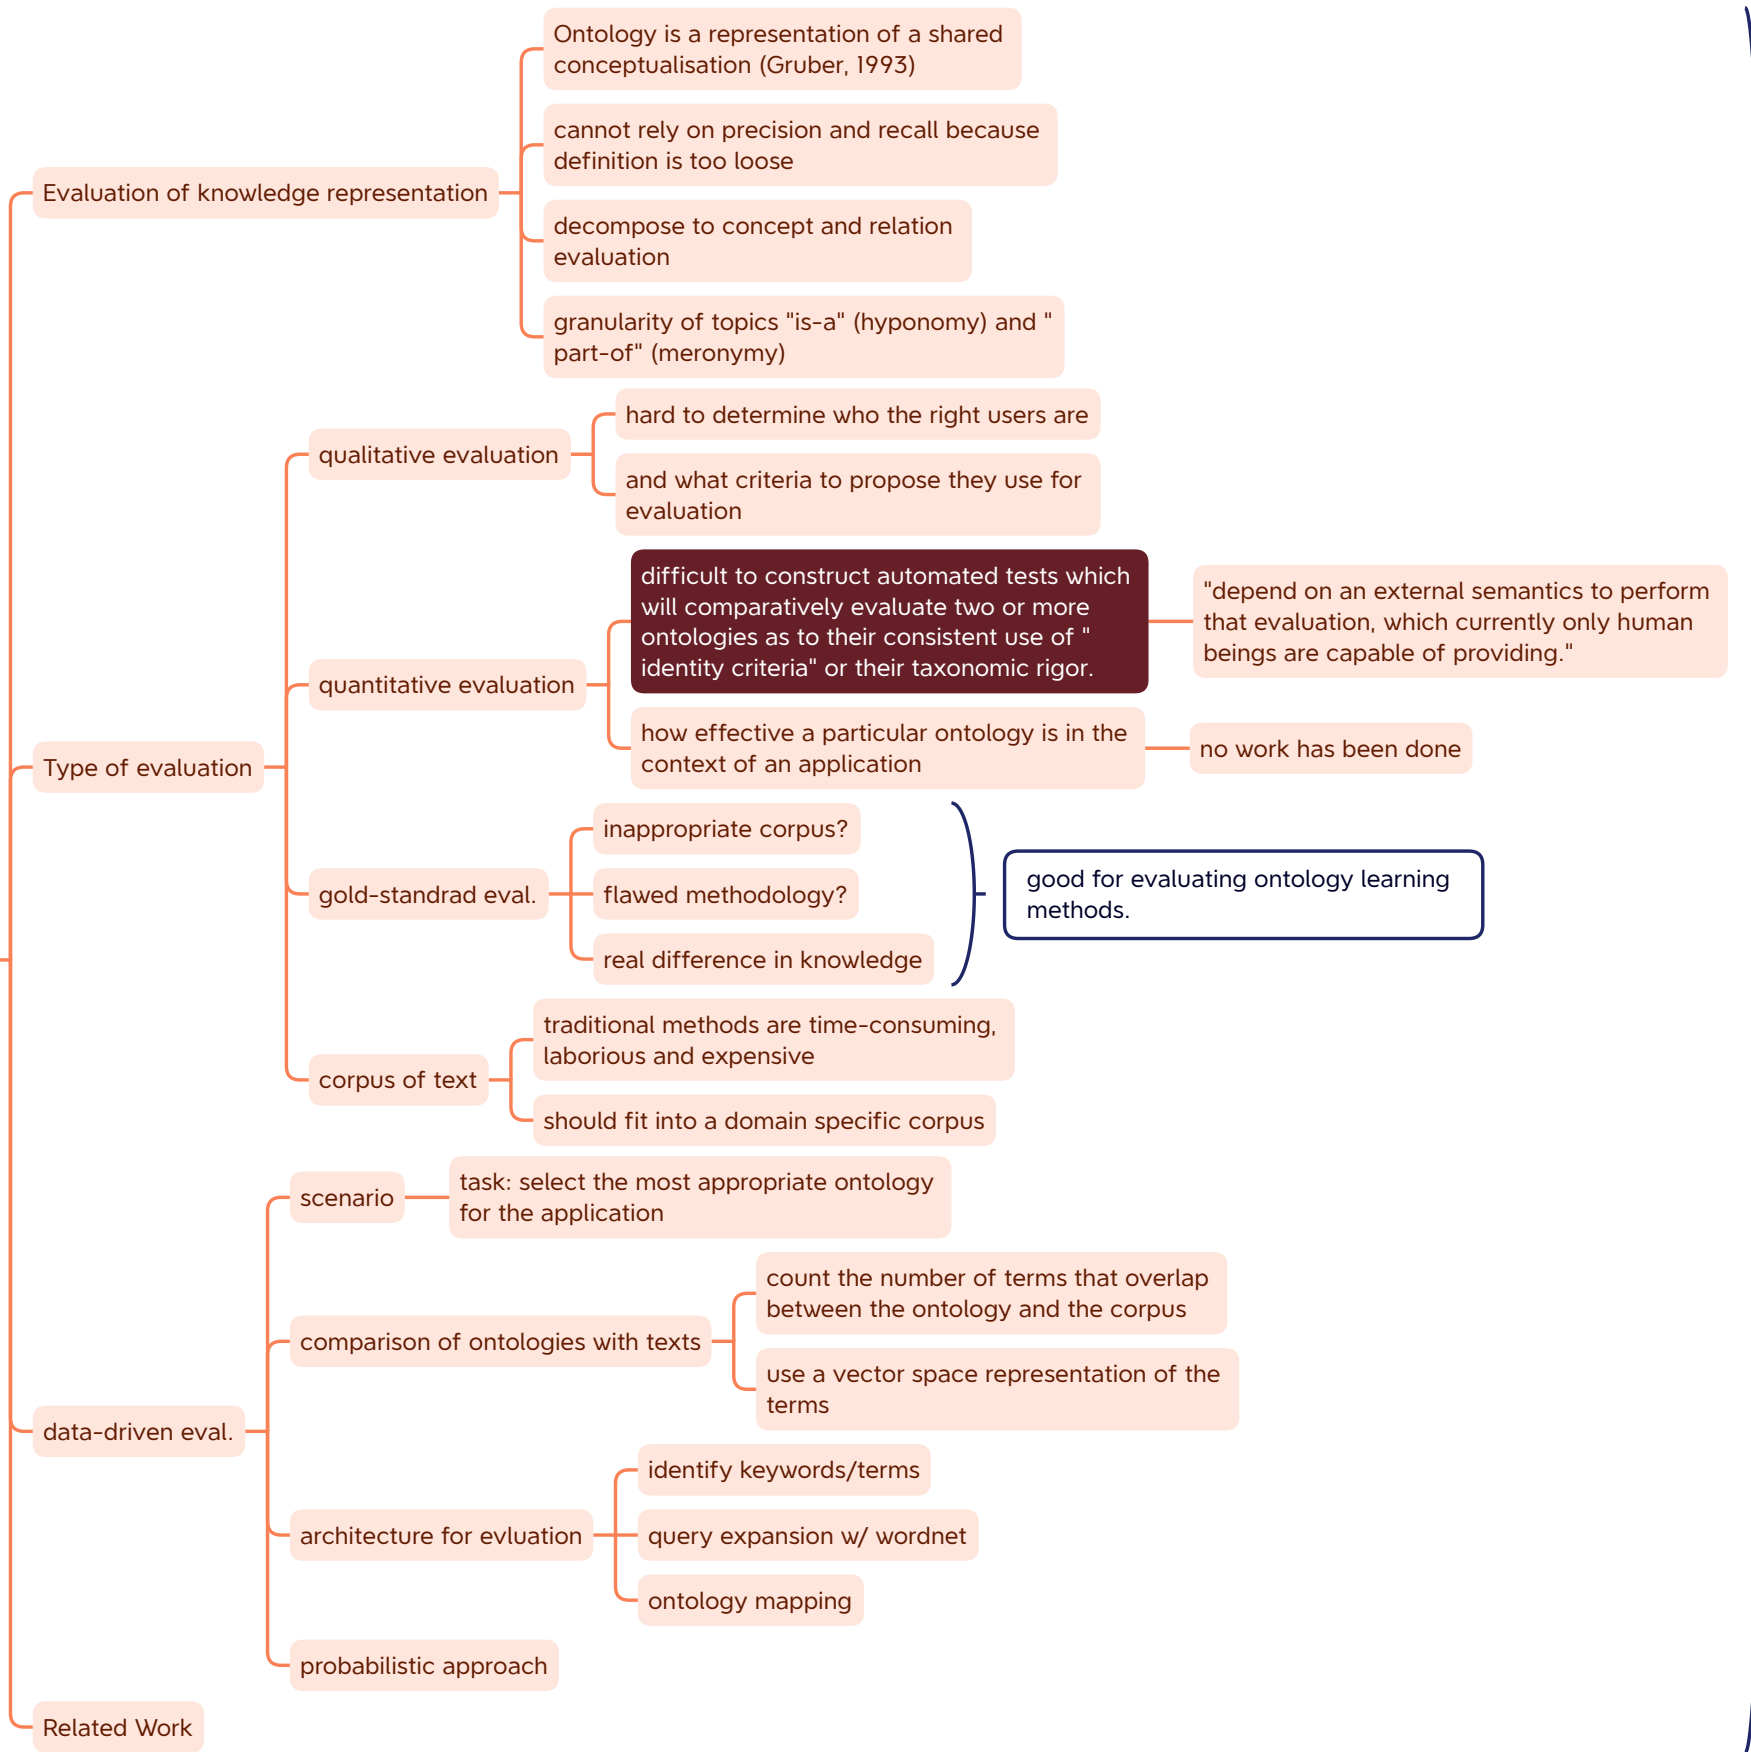 Ontology is a representation of a shared
conceptualisation (Gruber, 1993)
cannot rely on precision and recall because
definition is too loose
Evaluation of knowledge representation
decompose to concept and relation
evaluation
granularity of topics "is-a" (hyponomy) and "
part-of" (meronymy)
hard to determine who the right users are
qualitative evaluation
and what criteria to propose they use for
evaluation
difficult to construct automated tests which
will comparatively evaluate two or more
ontologies as to their consistent use of "
identity criteria" or their taxonomic rigor.
"depend on an external semantics to perform
that evaluation, which currently only human
beings are capable of providing."
quantitative evaluation
how effective a particular ontology is in the
context of an application
no work has been done
Type of evaluation
inappropriate corpus?
gold-standrad eval.
flawed methodology?
real difference in knowledge
good for evaluating ontology learning
methods.
traditional methods are time-consuming,
laborious and expensive
corpus of text
should fit into a domain specific corpus
scenario
task: select the most appropriate ontology
for the application
count the number of terms that overlap
between the ontology and the corpus
comparison of ontologies with texts
use a vector space representation of the
terms
data-driven eval.
identify keywords/terms
architecture for evluation
query expansion w/ wordnet
ontology mapping
probabilistic approach
Related Work